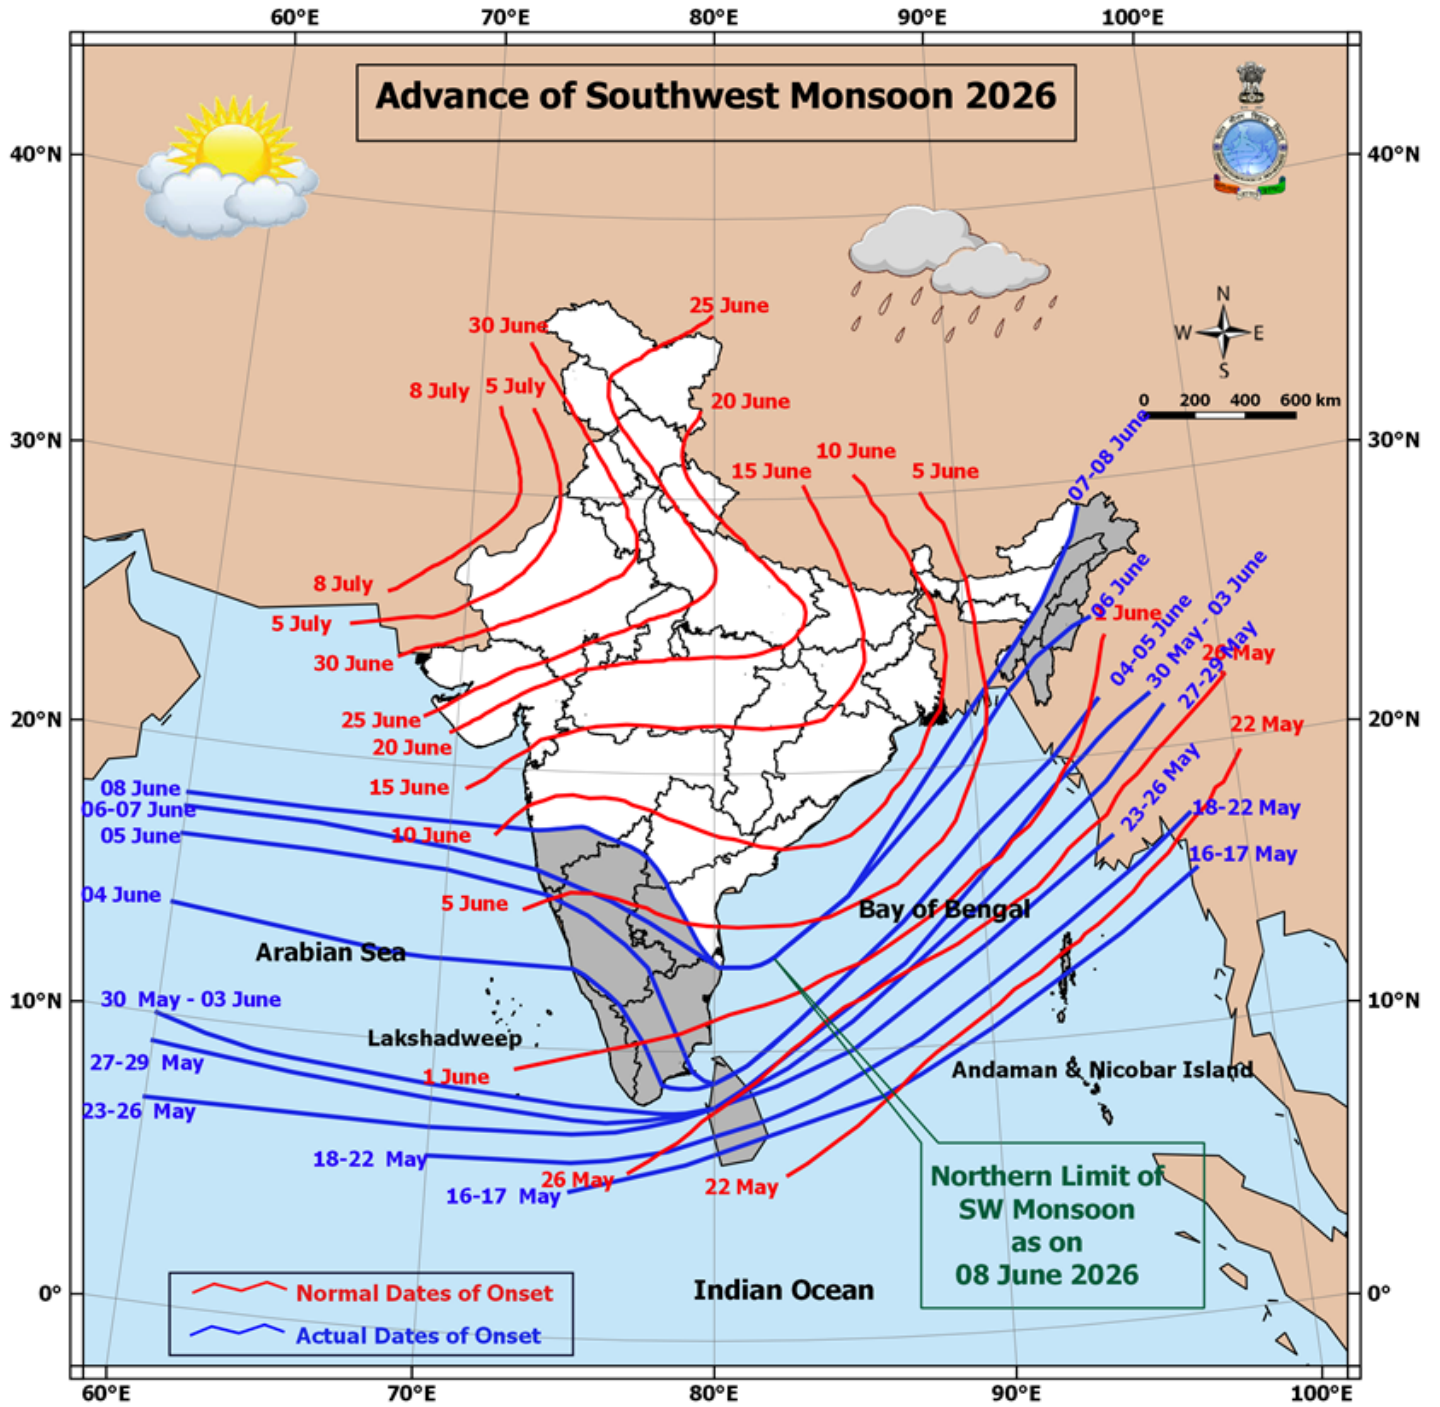 60°E 70°E 80°E 90°E 100°E
Advance of Southwest Monsoon 2026
40°N 40°N
N
W E
S
25 June
30 June
8 July 5 July
20 June
0 200 400 600 km
30°N 30°N
07-08 June
10 June
15 June 5 June
8 July
06 June
1 June
5 July
04-05 June
30 May - 03 June
27-29 May
26 May
30 June
25 June
20°N 20°N
22 May
20 June
23-26 May
15 June
08 June
06-07 June
18-22 May
05 June
10 June
16-17 May
04 June
5 June
Bay of Bengal
Arabian Sea
30 May - 03 June
10°N 10°N
Lakshadweep
27-29 May
1 June
Andaman & Nicobar Island
23-26 May
18-22 May
26 May
22 May
16-17 May
Northern Limit of
SW Monsoon
as on
08 June 2026
Indian Ocean
0° 0°
Normal Dates of Onset
Actual Dates of Onset
60°E 70°E 80°E 90°E 100°E